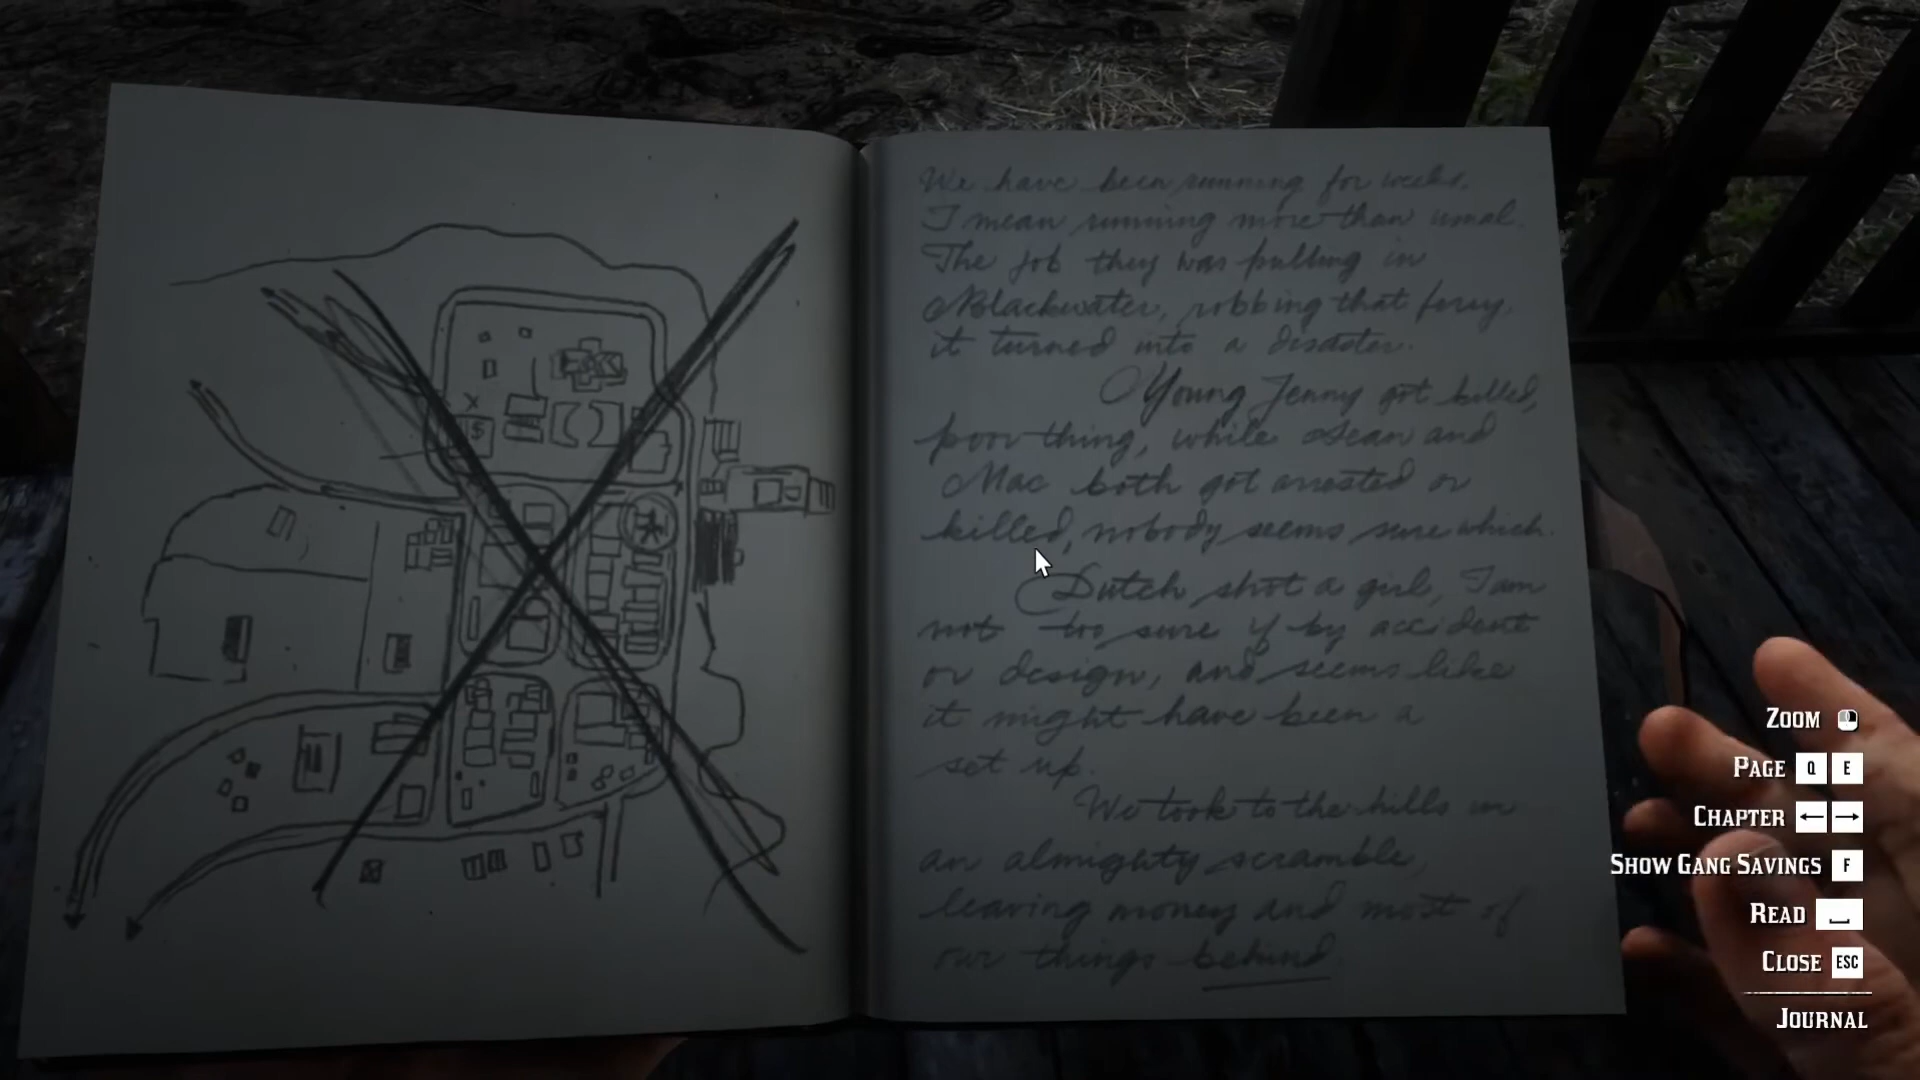 We have been running for weeks.
I mean running more than usual.
The job they was pulling in
Blackwater, robbing that ferry,
it turned into a disaster.
Young Jenny got killed,
poor thing, while Sean and
Mac both got arrested or
killed, nobody seems sure which.
Dutch shot a girl, I am
not too sure if by accident
or design, and seems like
it might have been a
set up.
We took to the hills in
an almighty scramble,
leaving money and most of
our things behind.
X
$
ZOOM
PAGE Q E
CHAPTER ← →
SHOW GANG SAVINGS F
READ
CLOSE ESC
JOURNAL